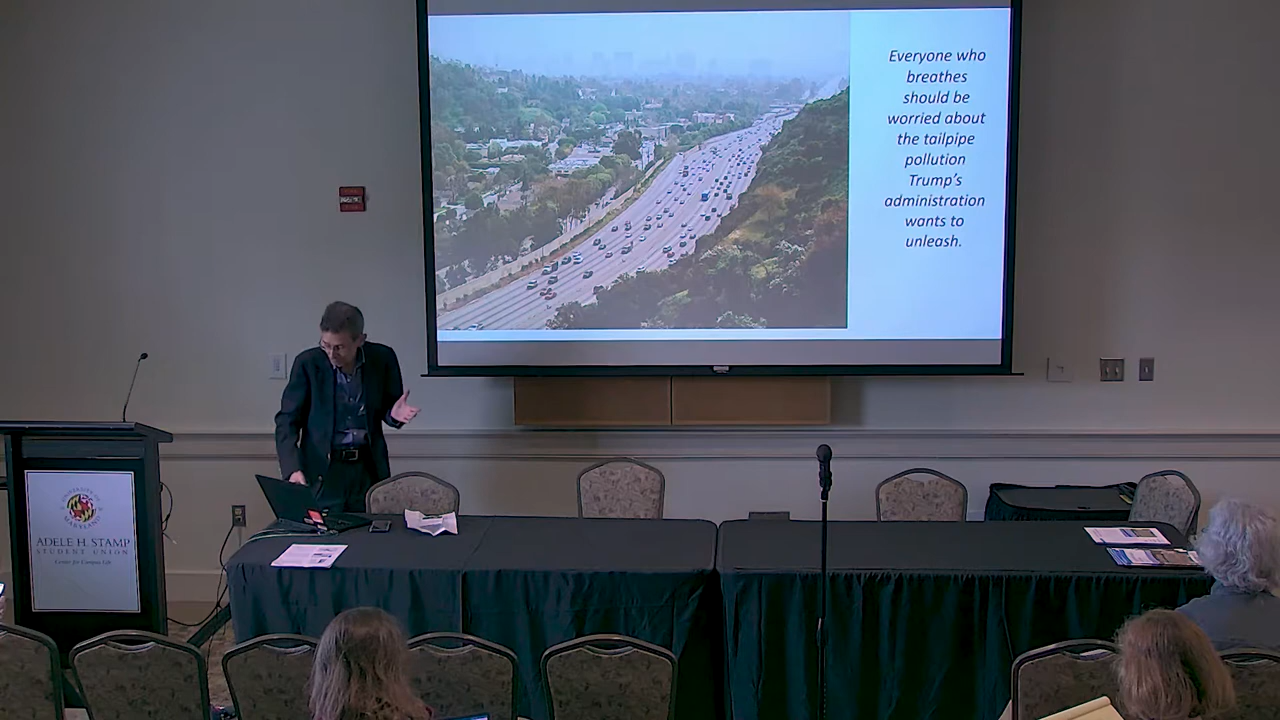 Everyone who
breathes
should be
worried about
the tailpipe
pollution
Trump's
administration
wants to
unleash.
ADELE H. STAMP
STUDENT UNION
Center for Campus Life